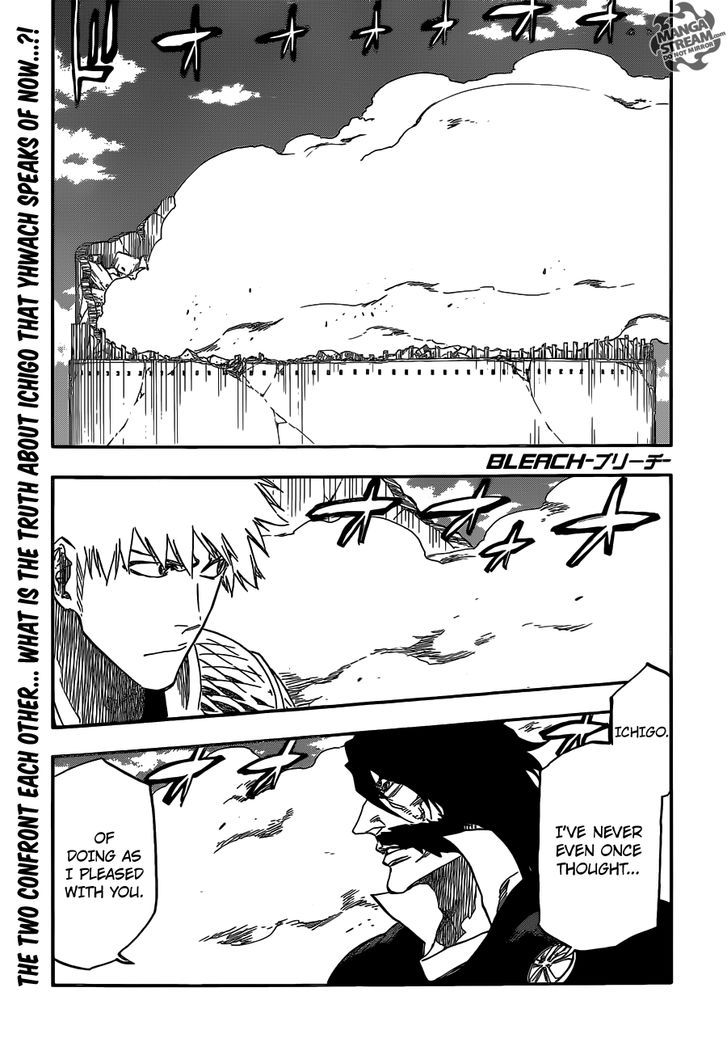 MANGA
STREAM.com
DO NOT MIRROR
THE TWO CONFRONT EACH OTHER... WHAT IS THE TRUTH ABOUT ICHIGO THAT YHWACH SPEAKS OF NOW...?!
BLEACH-ブリーチ-
ICHIGO.
I'VE NEVER
EVEN ONCE
THOUGHT...
OF
DOING AS
I PLEASED
WITH YOU.